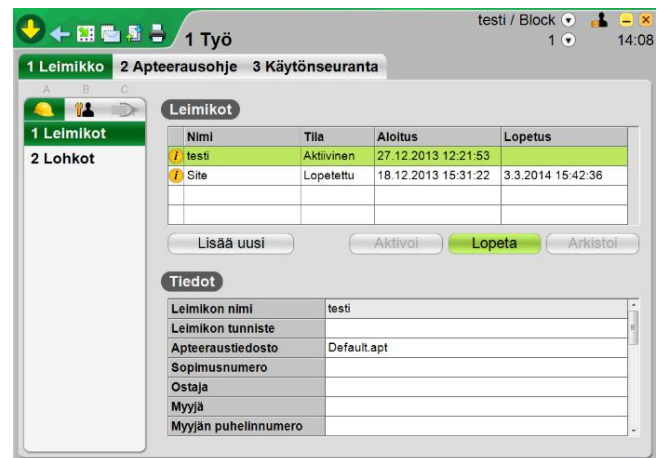 testi / Block
1 Työ
1
14:08
1 Leimikko 2 Apteerausohje 3 Käytönseuranta
A B C
1 Leimikot
2 Lohkot
Leimikot
Nimi Tila Aloitus Lopetus
i testi Aktiivinen 27.12.2013 12:21:53
i Site Lopetettu 18.12.2013 15:31:22 3.3.2014 15:42:36
Lisää uusi Aktivoi Lopeta Arkistoi
Tiedot
Leimikon nimi testi
Leimikon tunniste
Apteeraustiedosto Default.apt
Sopimusnumero
Ostaja
Myyjä
Myyjän puhelinnumero